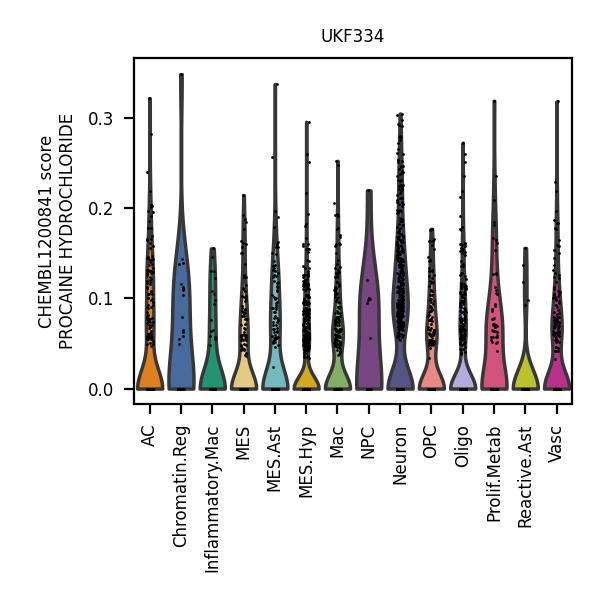 UKF334
CHEMBL1200841 score
PROCAINE HYDROCHLORIDE
0.3
0.2
0.1
0.0
AC
Chromatin.Reg
Inflammatory.Mac
MES
MES.Ast
MES.Hyp
Mac
NPC
Neuron
OPC
Oligo
Prolif.Metab
Reactive.Ast
Vasc